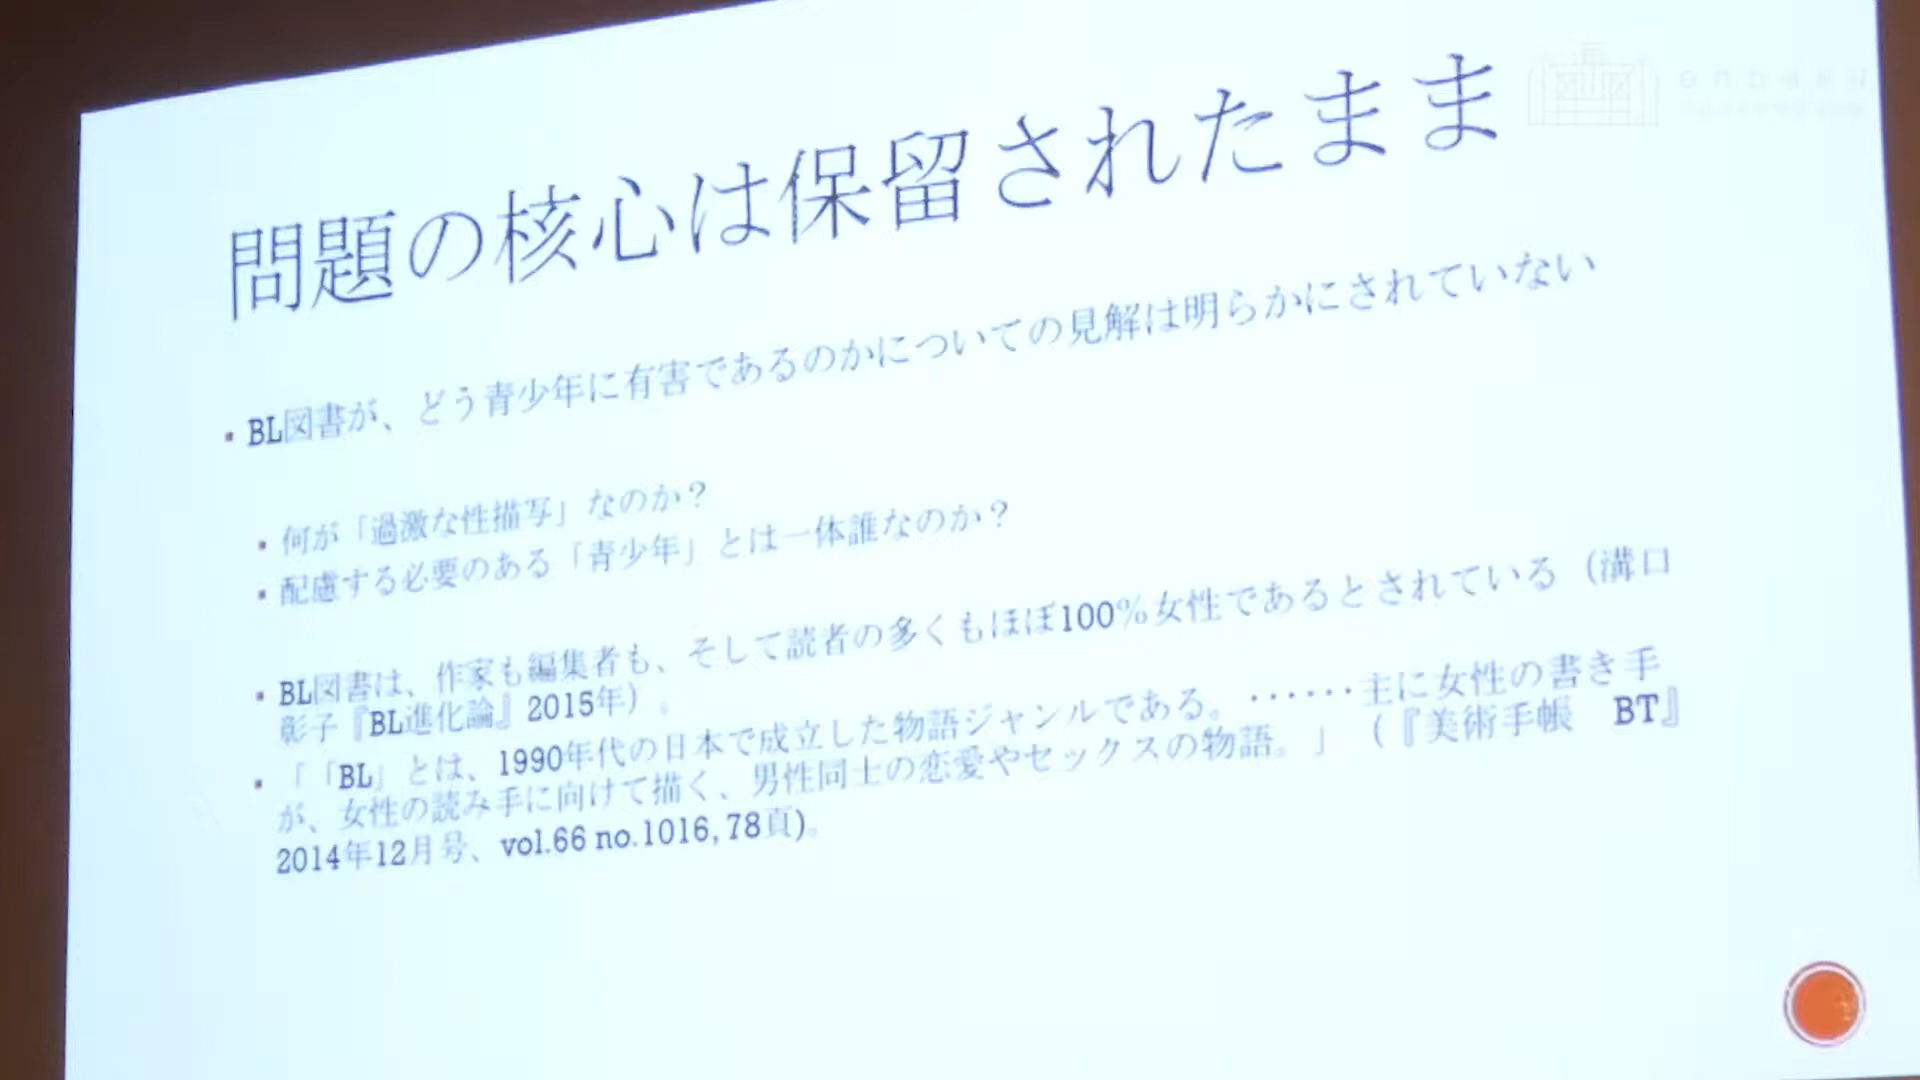 問題の核心は保留されたまま
▪ BL図書が、どう青少年に有害であるのかについての見解は明らかにされていない
▪ 何が「過激な性描写」なのか？
▪ 配慮する必要のある「青少年」とは一体誰なのか？
▪ BL図書は、作家も編集者も、そして読者の多くもほぼ100％女性であるとされている（溝口
彰子『BL進化論』2015年）。
▪ 「「BL」とは、1990年代の日本で成立した物語ジャンルである。‥‥‥主に女性の書き手
が、女性の読み手に向けて描く、男性同士の恋愛やセックスの物語。」（『美術手帳　BT』
2014年12月号、vol.66 no.1016, 78頁)。